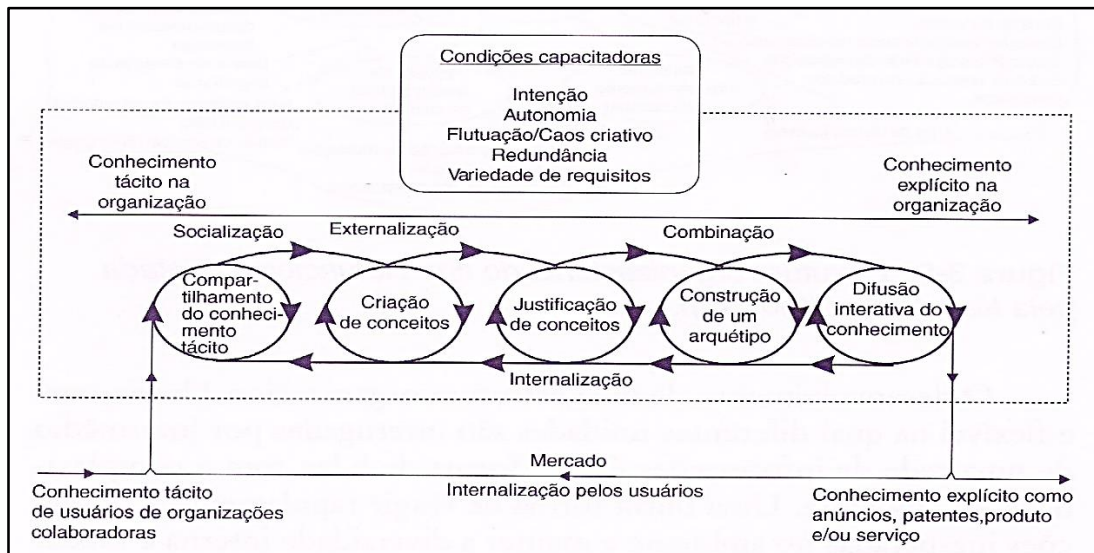 Condições capacitadoras
Intenção
Autonomia
Flutuação/Caos criativo
Redundância
Variedade de requisitos
Conhecimento
tácito na
organização
Conhecimento
explícito na
organização
Socialização
Externalização
Combinação
Compar-
tilhamento
do conheci-
mento
tácito
Criação
de conceitos
Justificação
de conceitos
Construção
de um
arquétipo
Difusão
interativa do
conhecimento
Internalização
Mercado
Internalização pelos usuários
Conhecimento tácito
de usuários de organizações
colaboradoras
Conhecimento explícito como
anúncios, patentes,produto
e/ou serviço